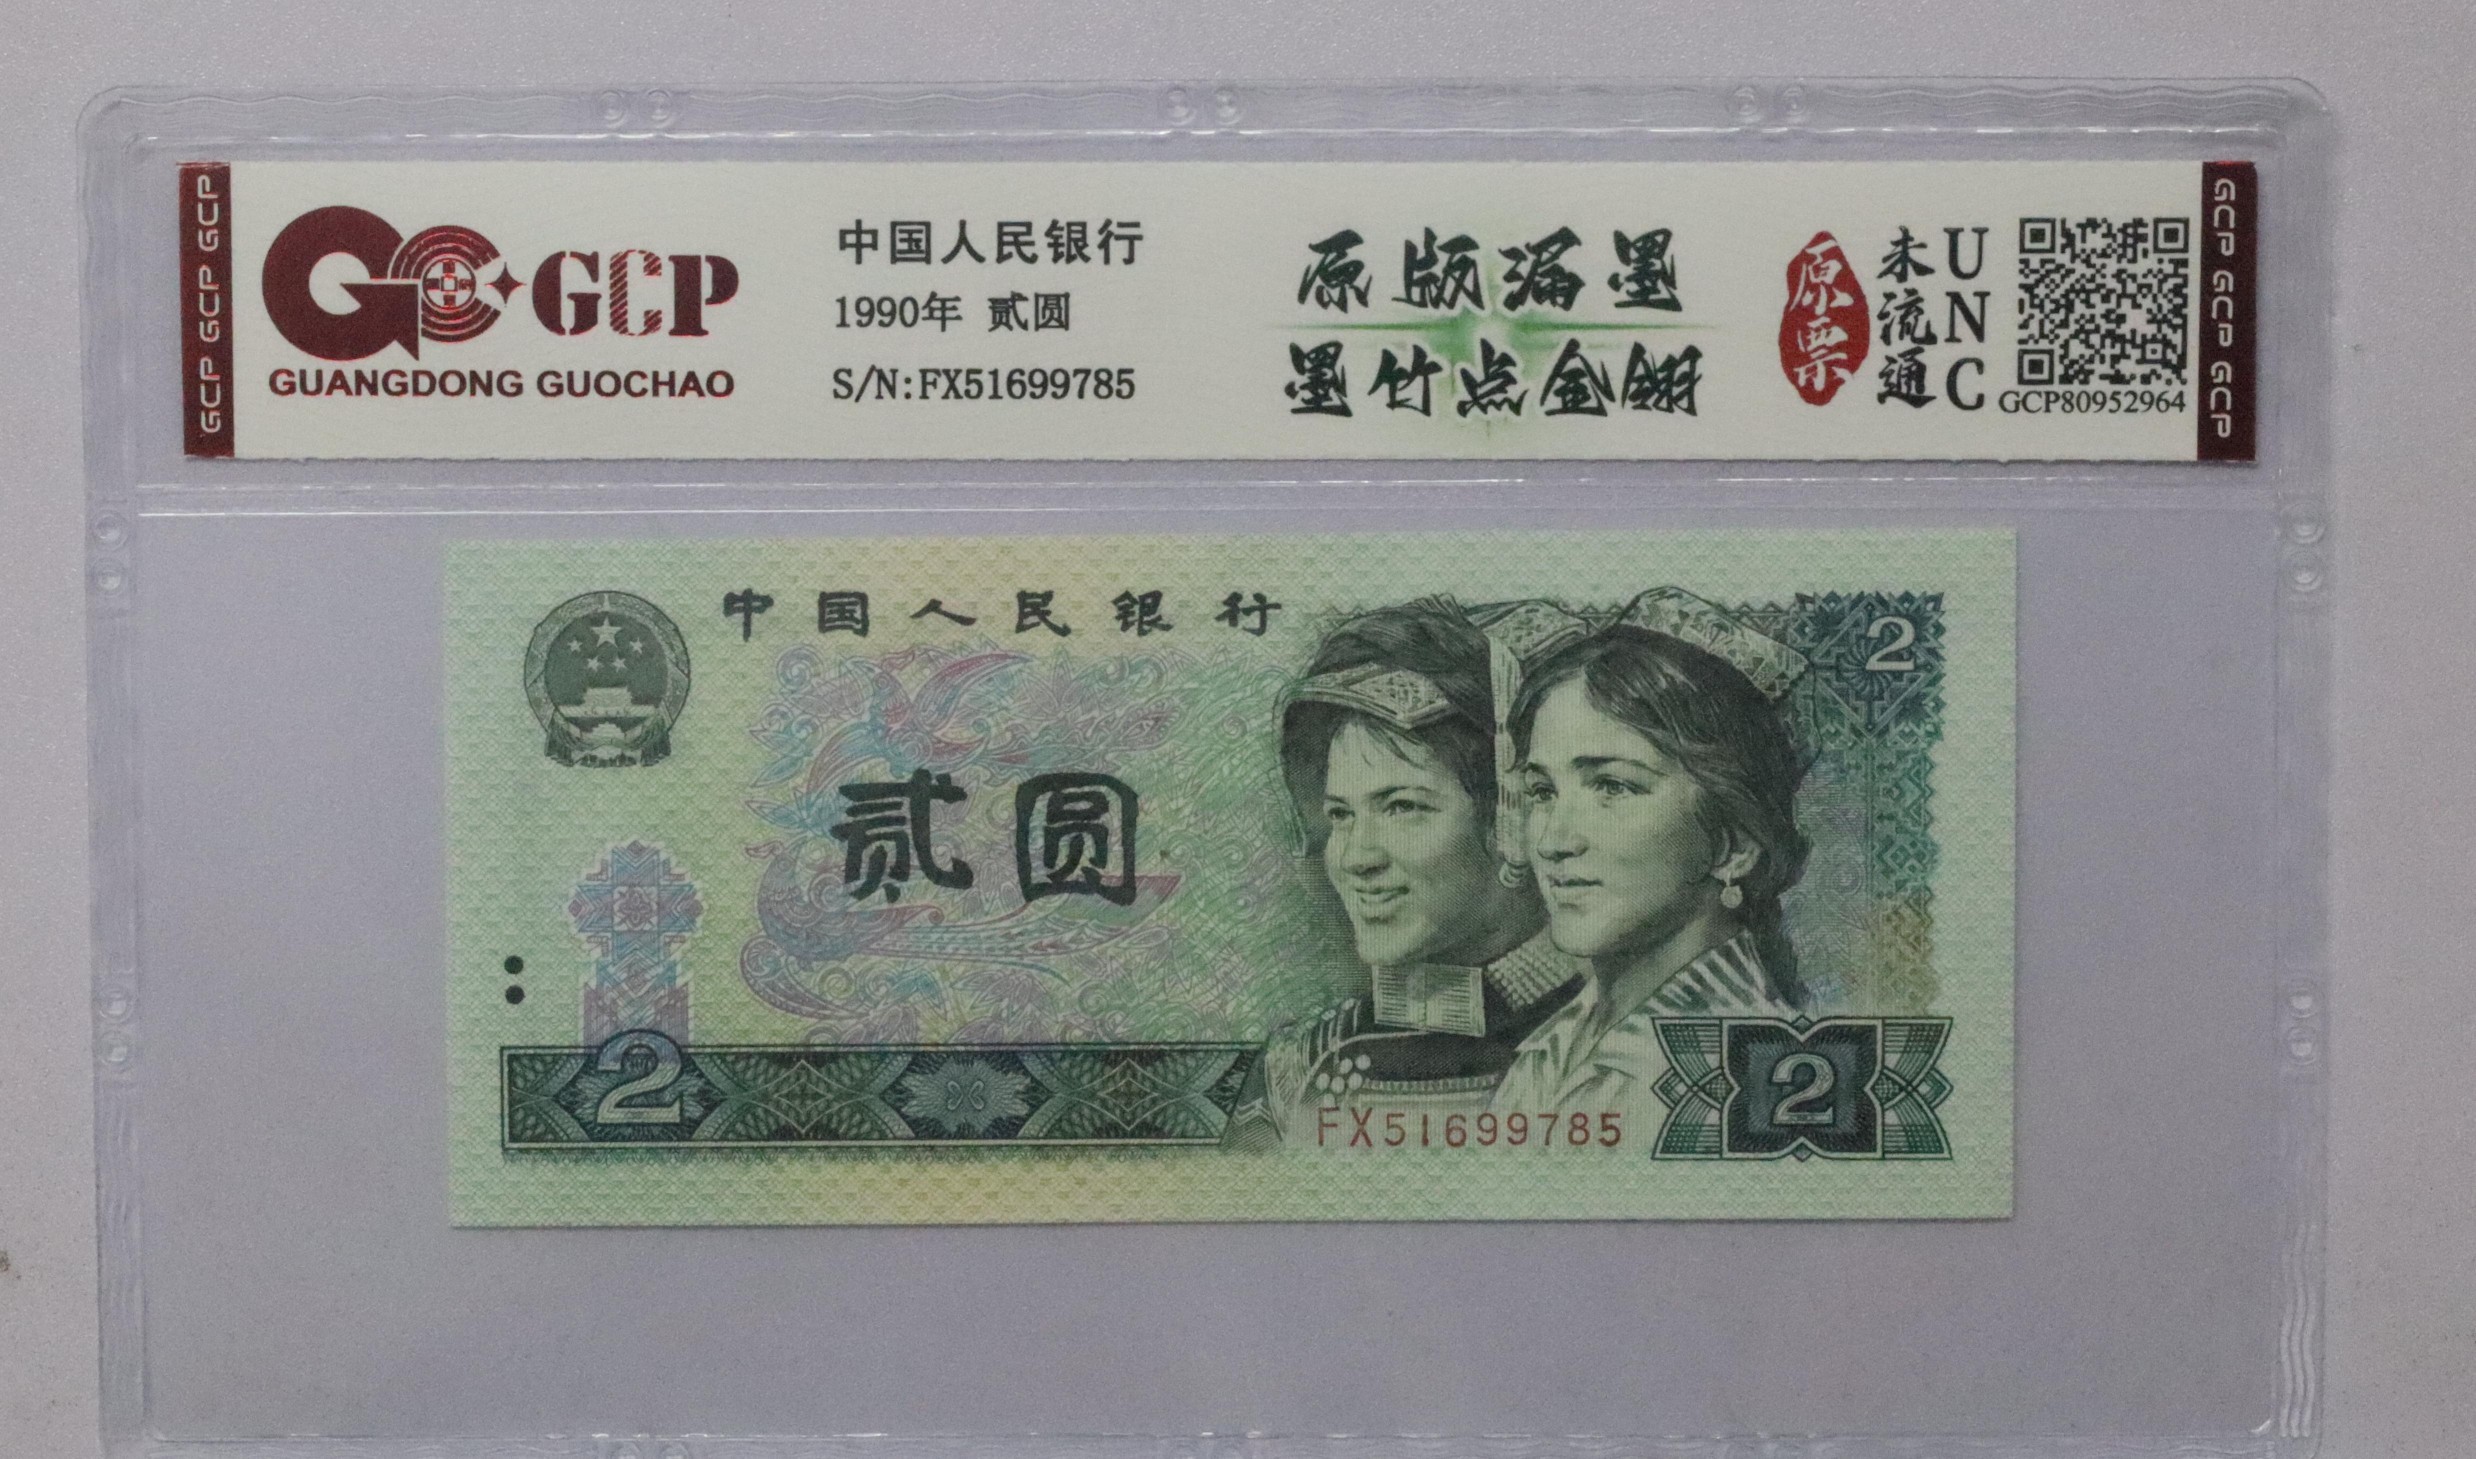 GCP GCP GCP
GCP
GUANGDONG GUOCHAO
中国人民银行
1990年 贰圆
S/N:FX51699785
原版漏墨
墨竹点金翎
原票
未流通
UNC
GCP80952964
GCP GCP GCP
中国人民银行
2
贰圆
2
2
FX51699785